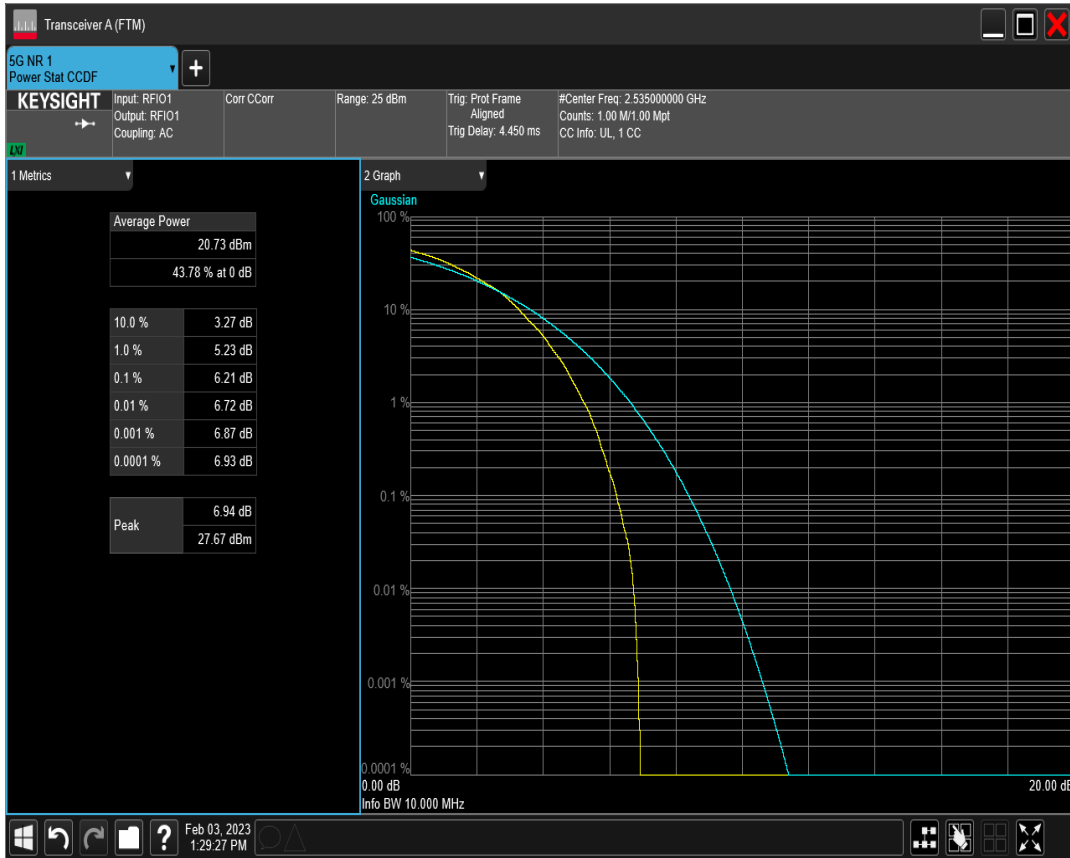 Transceiver A (FTM)
5G NR 1
Power Stat CCDF
KEYSIGHT
LXI
Input: RFIO1
Output: RFIO1
Coupling: AC
Corr CCorr
Range: 25 dBm
Trig: Prot Frame
Aligned
Trig Delay: 4.450 ms
#Center Freq: 2.535000000 GHz
Counts: 1.00 M/1.00 Mpt
CC Info: UL, 1 CC
1 Metrics
Average Power
20.73 dBm
43.78 % at 0 dB
10.0 % 3.27 dB
1.0 % 5.23 dB
0.1 % 6.21 dB
0.01 % 6.72 dB
0.001 % 6.87 dB
0.0001 % 6.93 dB
Peak
6.94 dB
27.67 dBm
2 Graph
Gaussian
100 %
10 %
1 %
0.1 %
0.01 %
0.001 %
0.0001 %
0.00 dB
20.00 dB
Info BW 10.000 MHz
Feb 03, 2023
1:29:27 PM